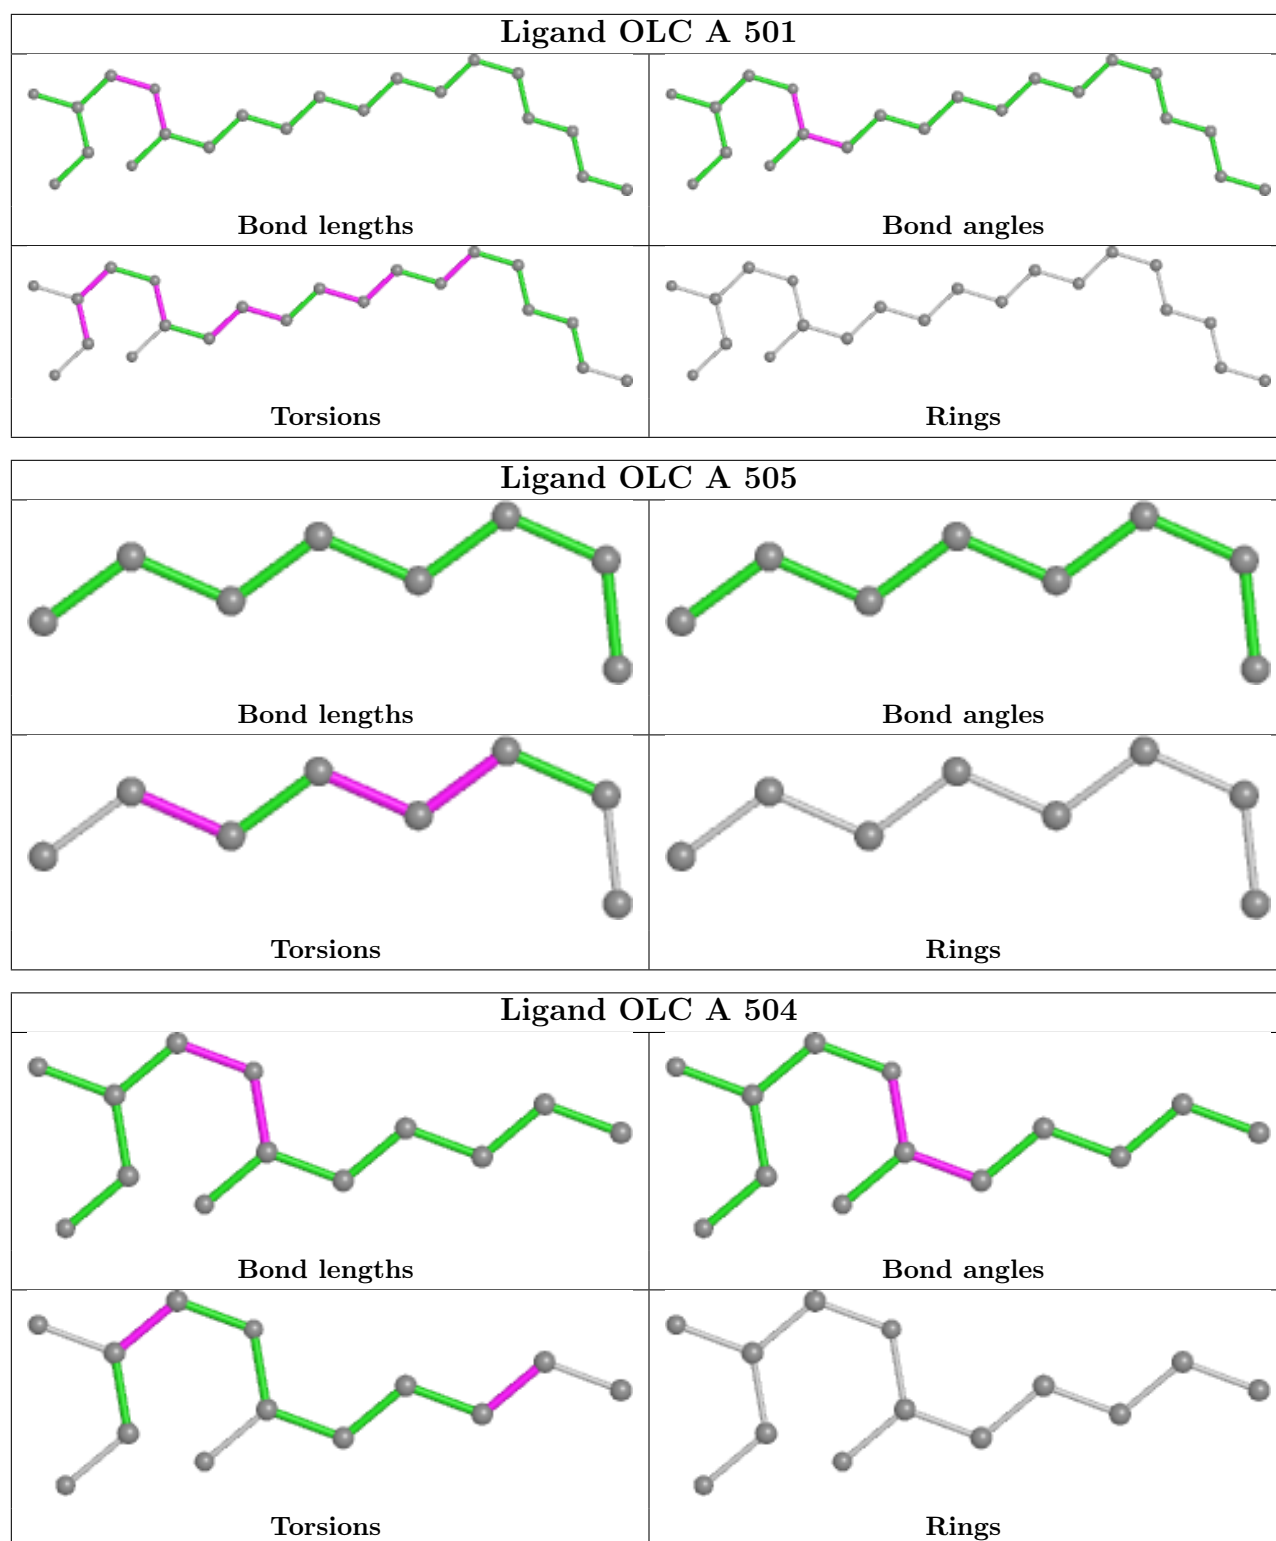 Ligand OLC A 501
Bond lengths
Bond angles
Torsions
Rings
Ligand OLC A 505
Bond lengths
Bond angles
Torsions
Rings
Ligand OLC A 504
Bond lengths
Bond angles
Torsions
Rings